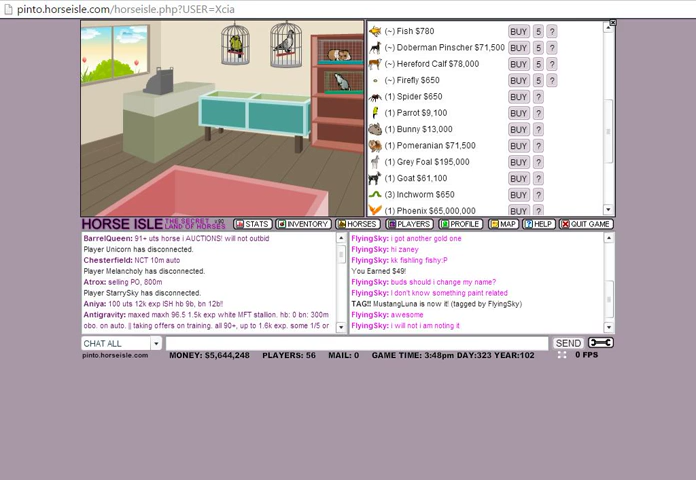 pinto.horseisle.com/horseisle.php?USER=Xcia
(~) Fish $780 BUY 5 ?
(~) Doberman Pinscher $71,500 BUY 5 ?
(~) Hereford Calf $78,000 BUY 5 ?
(~) Firefly $650 BUY 5 ?
(1) Spider $650 BUY ?
(1) Parrot $9,100 BUY ?
(1) Bunny $13,000 BUY ?
(1) Pomeranian $71,500 BUY ?
(1) Grey Foal $195,000 BUY ?
(1) Goat $61,100 BUY ?
(3) Inchworm $650 BUY ?
(1) Phoenix $65,000,000 BUY ?
HORSE ISLE THE SECRET LAND OF HORSES STATS INVENTORY HORSES PLAYERS PROFILE MAP HELP QUIT GAME
BarrelQueen: 91+ uts horse i AUCTIONS! will not outbid
Player Unicorn has disconnected.
Chesterfield: NCT 10m auto
Player Melancholy has disconnected.
Atrox: selling PO, 800m
Player StarrySky has disconnected.
Aniya: 100 uts 12k exp ISH hb 9b, bn 12b!
Antigravity: maxed maxh 96.5 1.5k exp white MFT stallion. hb: 0 bn: 300m
obo. on auto. || taking offers on training. all 90+, up to 1.6k exp. some 1/5 or
FlyingSky: i got another gold one
FlyingSky: hi zaney
FlyingSky: kk fishing fishy:P
You Earned $49!
FlyingSky: buds should i change my name?
FlyingSky: I don't know something paint related
TAG!! MustangLuna is now it! (tagged by FlyingSky)
FlyingSky: awesome
FlyingSky: i will not i am noting it
CHAT ALL SEND
pinto.horseisle.com MONEY: $5,644,248 PLAYERS: 56 MAIL: 0 GAME TIME: 3:48pm DAY:323 YEAR:102 0 FPS